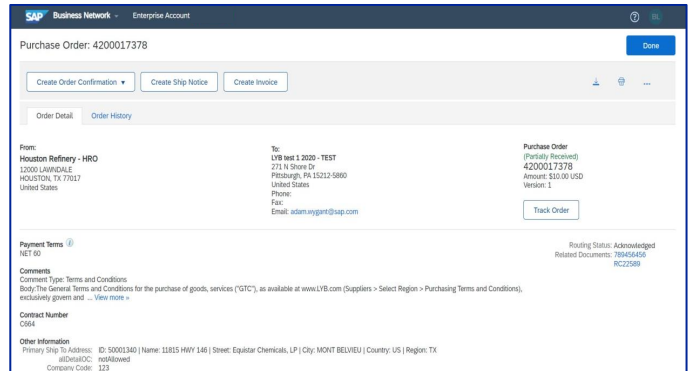 SAP Business Network Enterprise Account
? BL
Purchase Order: 4200017378
Done
Create Order Confirmation ▼ Create Ship Notice Create Invoice ...
Order Detail Order History
From:
Houston Refinery - HRO
12000 LAWNDALE
HOUSTON, TX 77017
United States
To:
LYB test 1 2020 - TEST
271 N Shore Dr
Pittsburgh, PA 15212-5860
United States
Phone:
Fax:
Email: adam.wygant@sap.com
Purchase Order
(Partially Received)
4200017378
Amount: $10.00 USD
Version: 1
Track Order
Payment Terms i
NET 60
Routing Status: Acknowledged
Related Documents: 789456456
RC22589
Comments
Comment Type: Terms and Conditions
Body:The General Terms and Conditions for the purchase of goods, services ("GTC"), as available at www.LYB.com (Suppliers > Select Region > Purchasing Terms and Conditions),
exclusively govern and ... View more »
Contract Number
C664
Other Information
Primary Ship To Address: ID: S0001340 | Name: 11815 HWY 146 | Street: Equistar Chemicals, LP | City: MONT BELVIEU | Country: US | Region: TX
allDetailOC: notAllowed
Company Code: 123